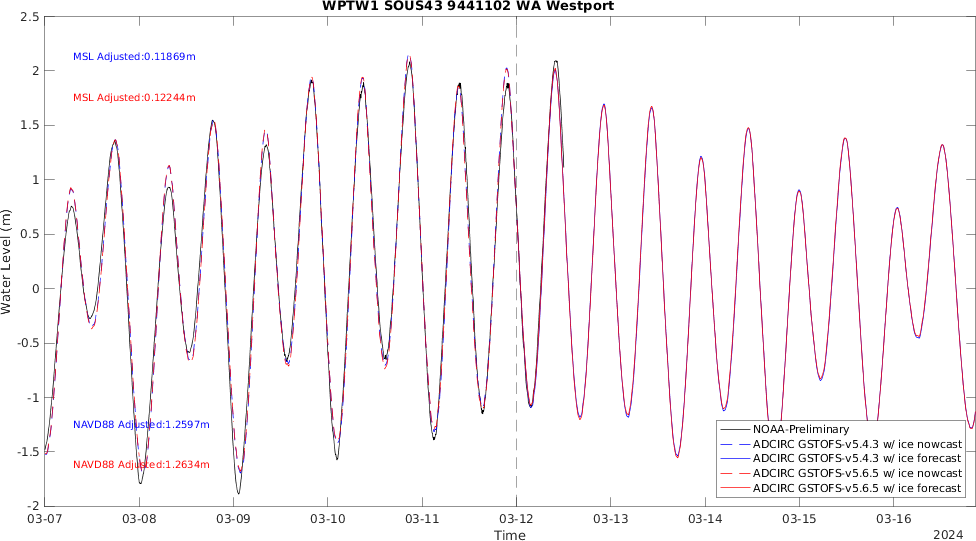 WPTW1 SOUS43 9441102 WA Westport
2.5
2
1.5
1
0.5
0
-0.5
-1
-1.5
-2
Water Level (m)
MSL Adjusted:0.11869m
MSL Adjusted:0.12244m
NAVD88 Adjusted:1.2597m
NAVD88 Adjusted:1.2634m
NOAA-Preliminary
ADCIRC GSTOFS-v5.4.3 w/ ice nowcast
ADCIRC GSTOFS-v5.4.3 w/ ice forecast
ADCIRC GSTOFS-v5.6.5 w/ ice nowcast
ADCIRC GSTOFS-v5.6.5 w/ ice forecast
03-07 03-08 03-09 03-10 03-11 03-12 03-13 03-14 03-15 03-16
Time
2024